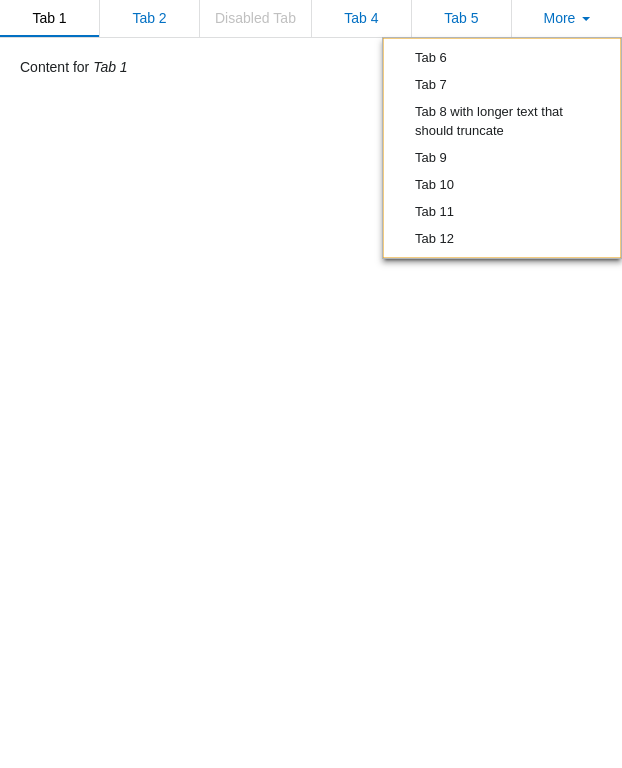 Tab 1 Tab 2 Disabled Tab Tab 4 Tab 5 More
Content for Tab 1
Tab 6
Tab 7
Tab 8 with longer text that
should truncate
Tab 9
Tab 10
Tab 11
Tab 12